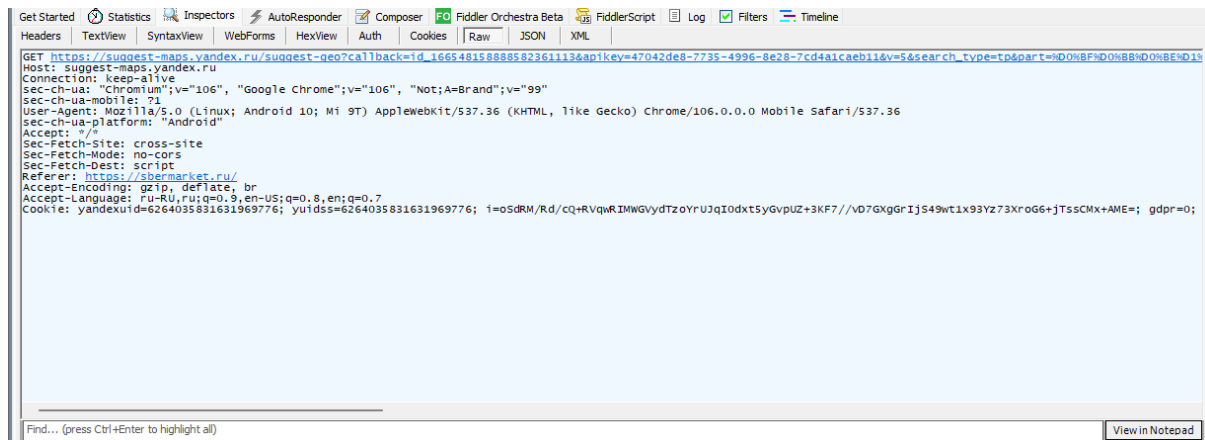 Get Started Statistics Inspectors AutoResponder Composer FO Fiddler Orchestra Beta FiddlerScript Log Filters Timeline
Headers TextView SyntaxView WebForms HexView Auth Cookies Raw JSON XML
GET https://suggest-maps.yandex.ru/suggest-geo?callback=id_166548158888582361113&apikey=47042de8-7735-4996-8e28-7cd4a1caeb11&v=5&search_type=tp&part=%D0%BF%D0%BB%D0%BE%D1%
Host: suggest-maps.yandex.ru
Connection: keep-alive
sec-ch-ua: "Chromium";v="106", "Google Chrome";v="106", "Not;A=Brand";v="99"
sec-ch-ua-mobile: ?1
User-Agent: Mozilla/5.0 (Linux; Android 10; Mi 9T) AppleWebKit/537.36 (KHTML, like Gecko) Chrome/106.0.0.0 Mobile Safari/537.36
sec-ch-ua-platform: "Android"
Accept: */*
Sec-Fetch-Site: cross-site
Sec-Fetch-Mode: no-cors
Sec-Fetch-Dest: script
Referer: https://sbermarket.ru/
Accept-Encoding: gzip, deflate, br
Accept-Language: ru-RU,ru;q=0.9,en-US;q=0.8,en;q=0.7
Cookie: yandexuid=6264035831631969776; yuidss=6264035831631969776; i=oSdRM/Rd/cQ+RVqwRIMWGVydTzoYrUJqI0dxt5yGvpUZ+3KF7//vD7GXgGrIjS49wt1x93Yz73XroG6+jTssCMx+AME=; gdpr=0;
Find... (press Ctrl+Enter to highlight all) View in Notepad